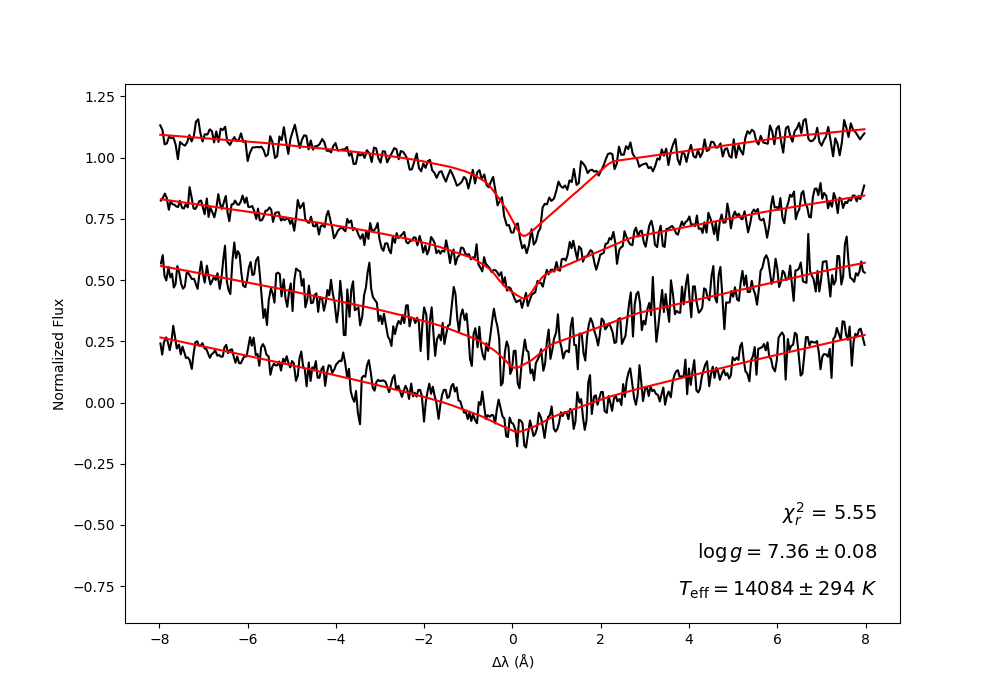 1.25
1.00
0.75
0.50
0.25
0.00
−0.25
−0.50
−0.75
Normalized Flux
χ²ᵣ = 5.55
log g = 7.36 ± 0.08
T_eff = 14084 ± 294 K
−8 −6 −4 −2 0 2 4 6 8
Δλ (Å)